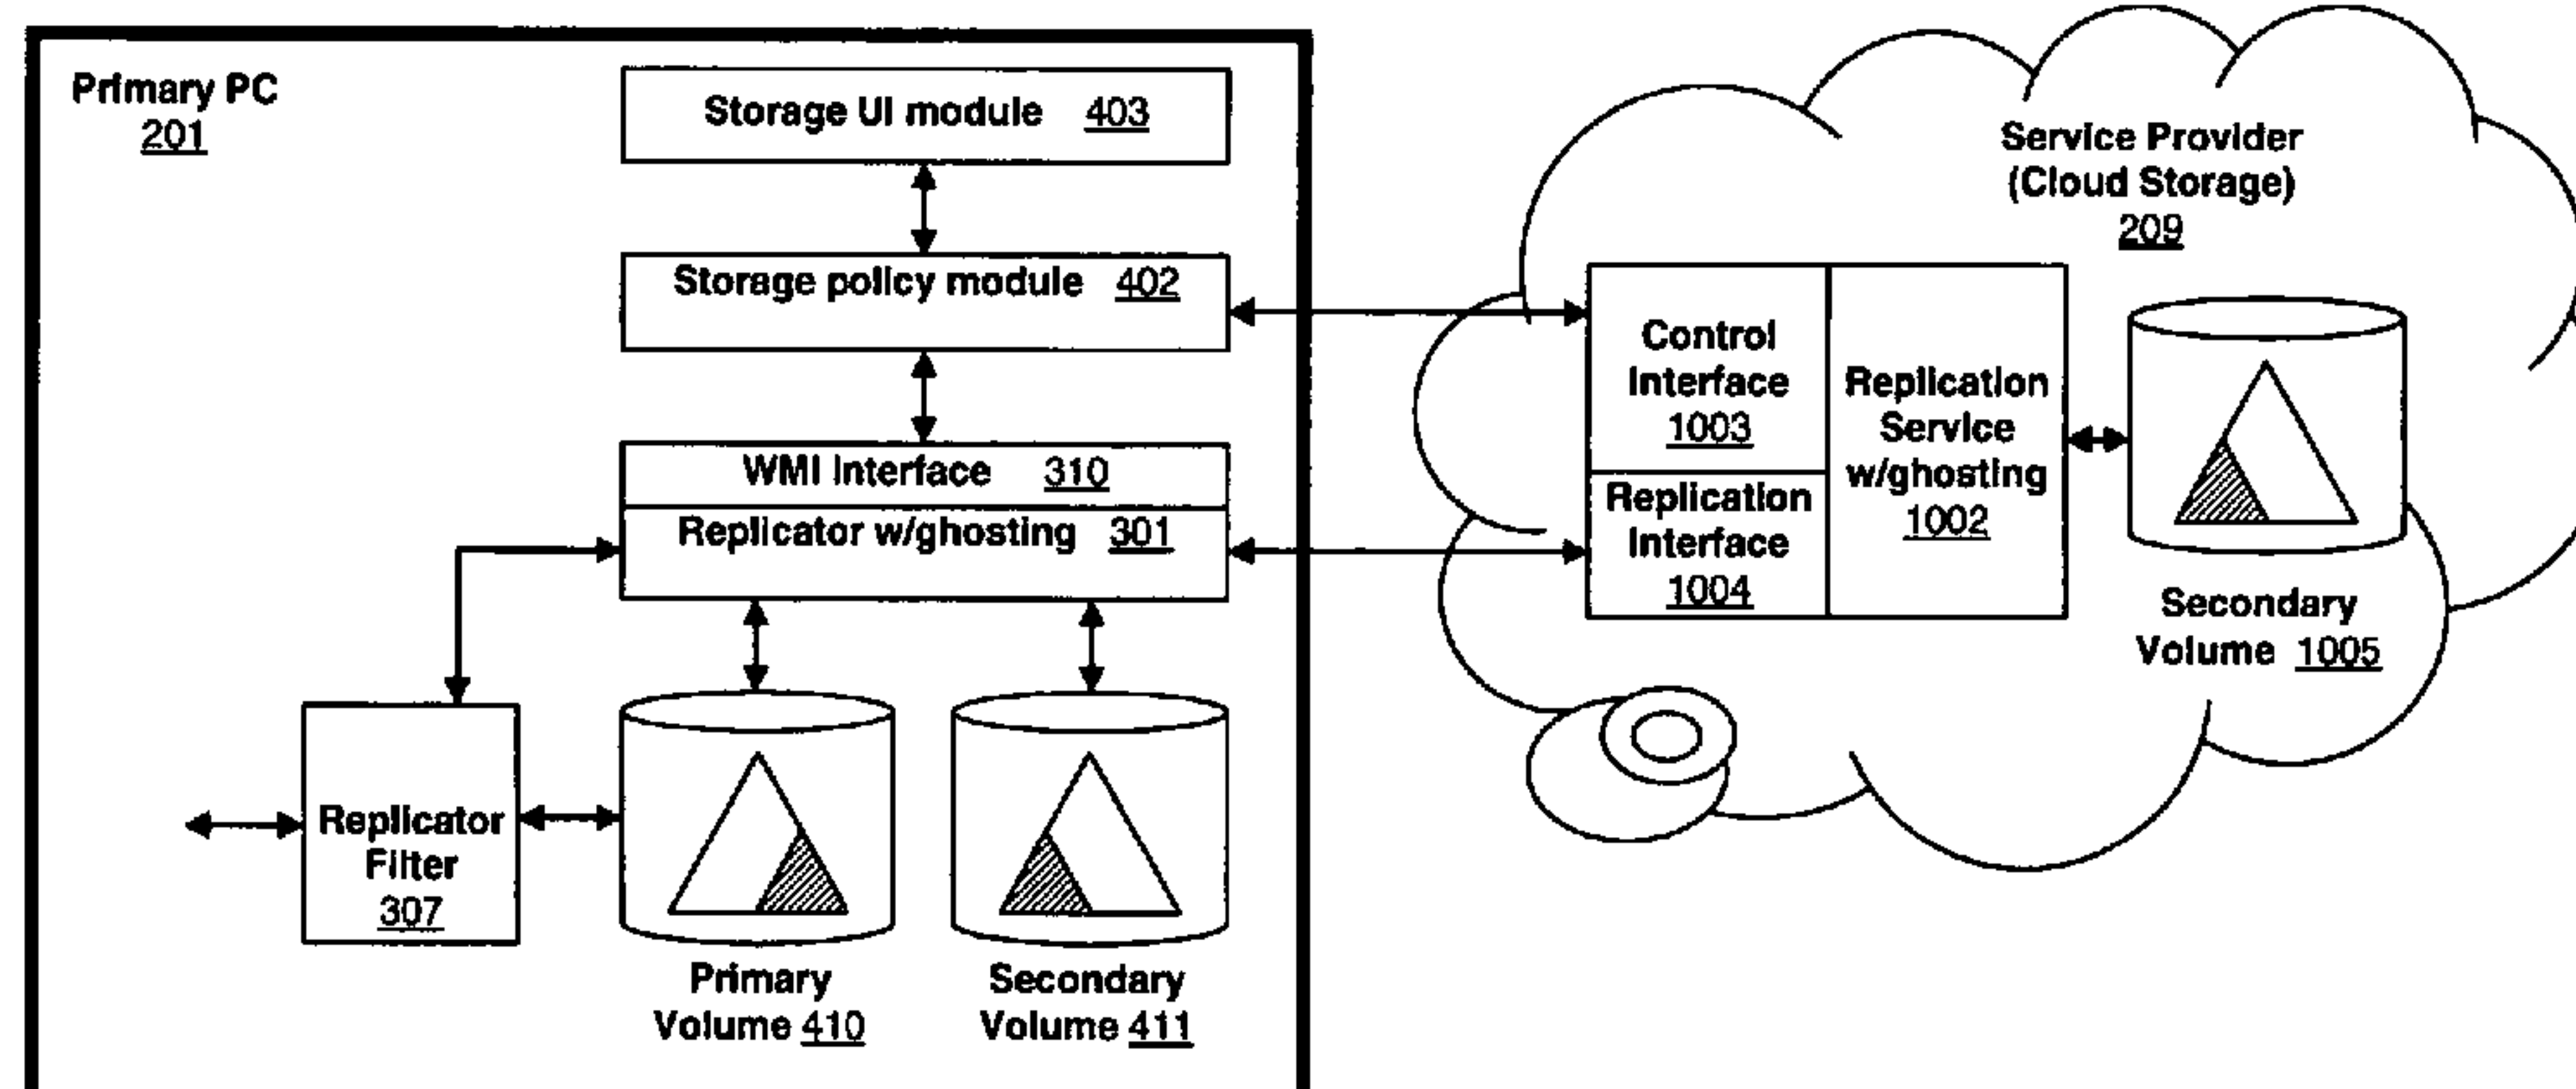 Primary PC
201
Storage UI module 403
Storage policy module 402
WMI Interface 310
Replicator w/ghosting 301
Replicator
Filter
307
Primary
Volume 410
Secondary
Volume 411
Service Provider
(Cloud Storage)
209
Control
Interface
1003
Replication
Interface
1004
Replication
Service
w/ghosting
1002
Secondary
Volume 1005